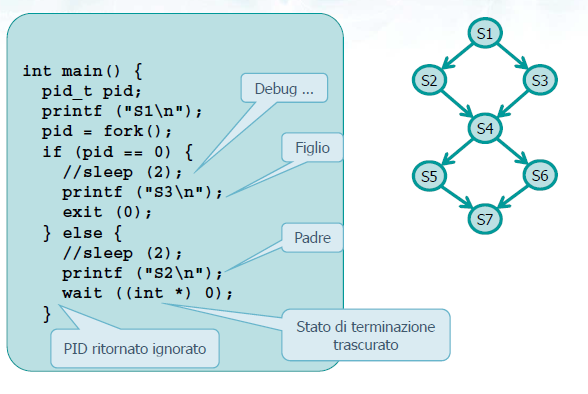 int main() {
pid_t pid;
printf ("S1\n");
pid = fork();
if (pid == 0) {
//sleep (2);
printf ("S3\n");
exit (0);
} else {
//sleep (2);
printf ("S2\n");
wait ((int *) 0);
}
Debug ...
Figlio
Padre
PID ritornato ignorato
Stato di terminazione
trascurato
S1
S2
S3
S4
S5
S6
S7